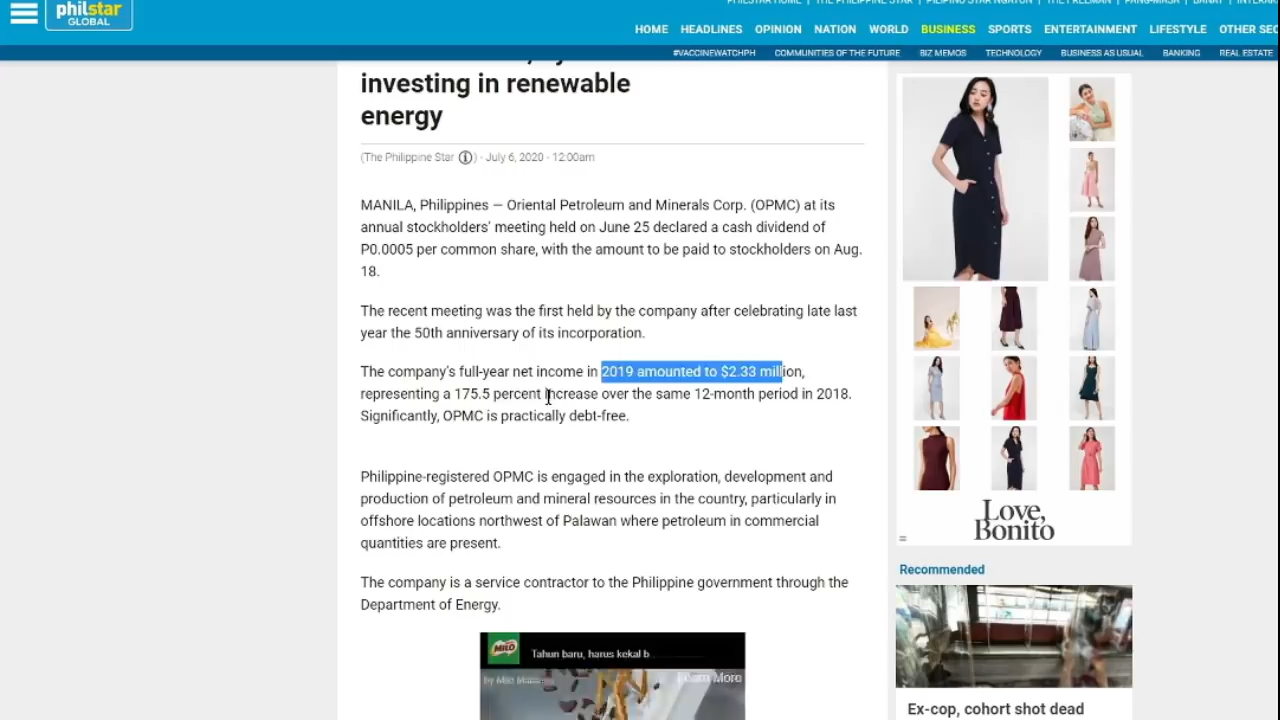 philstar
GLOBAL
HOME HEADLINES OPINION NATION WORLD BUSINESS SPORTS ENTERTAINMENT LIFESTYLE OTHER SEC
#VACCINEWATCHPH COMMUNITIES OF THE FUTURE BIZ MEMOS TECHNOLOGY BUSINESS AS USUAL BANKING REAL ESTATE
investing in renewable
energy
(The Philippine Star ) - July 6, 2020 - 12:00am
MANILA, Philippines — Oriental Petroleum and Minerals Corp. (OPMC) at its
annual stockholders' meeting held on June 25 declared a cash dividend of
P0.0005 per common share, with the amount to be paid to stockholders on Aug.
18.
The recent meeting was the first held by the company after celebrating late last
year the 50th anniversary of its incorporation.
The company's full-year net income in 2019 amounted to $2.33 million,
representing a 175.5 percent increase over the same 12-month period in 2018.
Significantly, OPMC is practically debt-free.
Philippine-registered OPMC is engaged in the exploration, development and
production of petroleum and mineral resources in the country, particularly in
offshore locations northwest of Palawan where petroleum in commercial
quantities are present.
The company is a service contractor to the Philippine government through the
Department of Energy.
MILO
Tahun baru, harus kekal b
by Milo
Learn More
Love,
Bonito
Recommended
Ex-cop, cohort shot dead